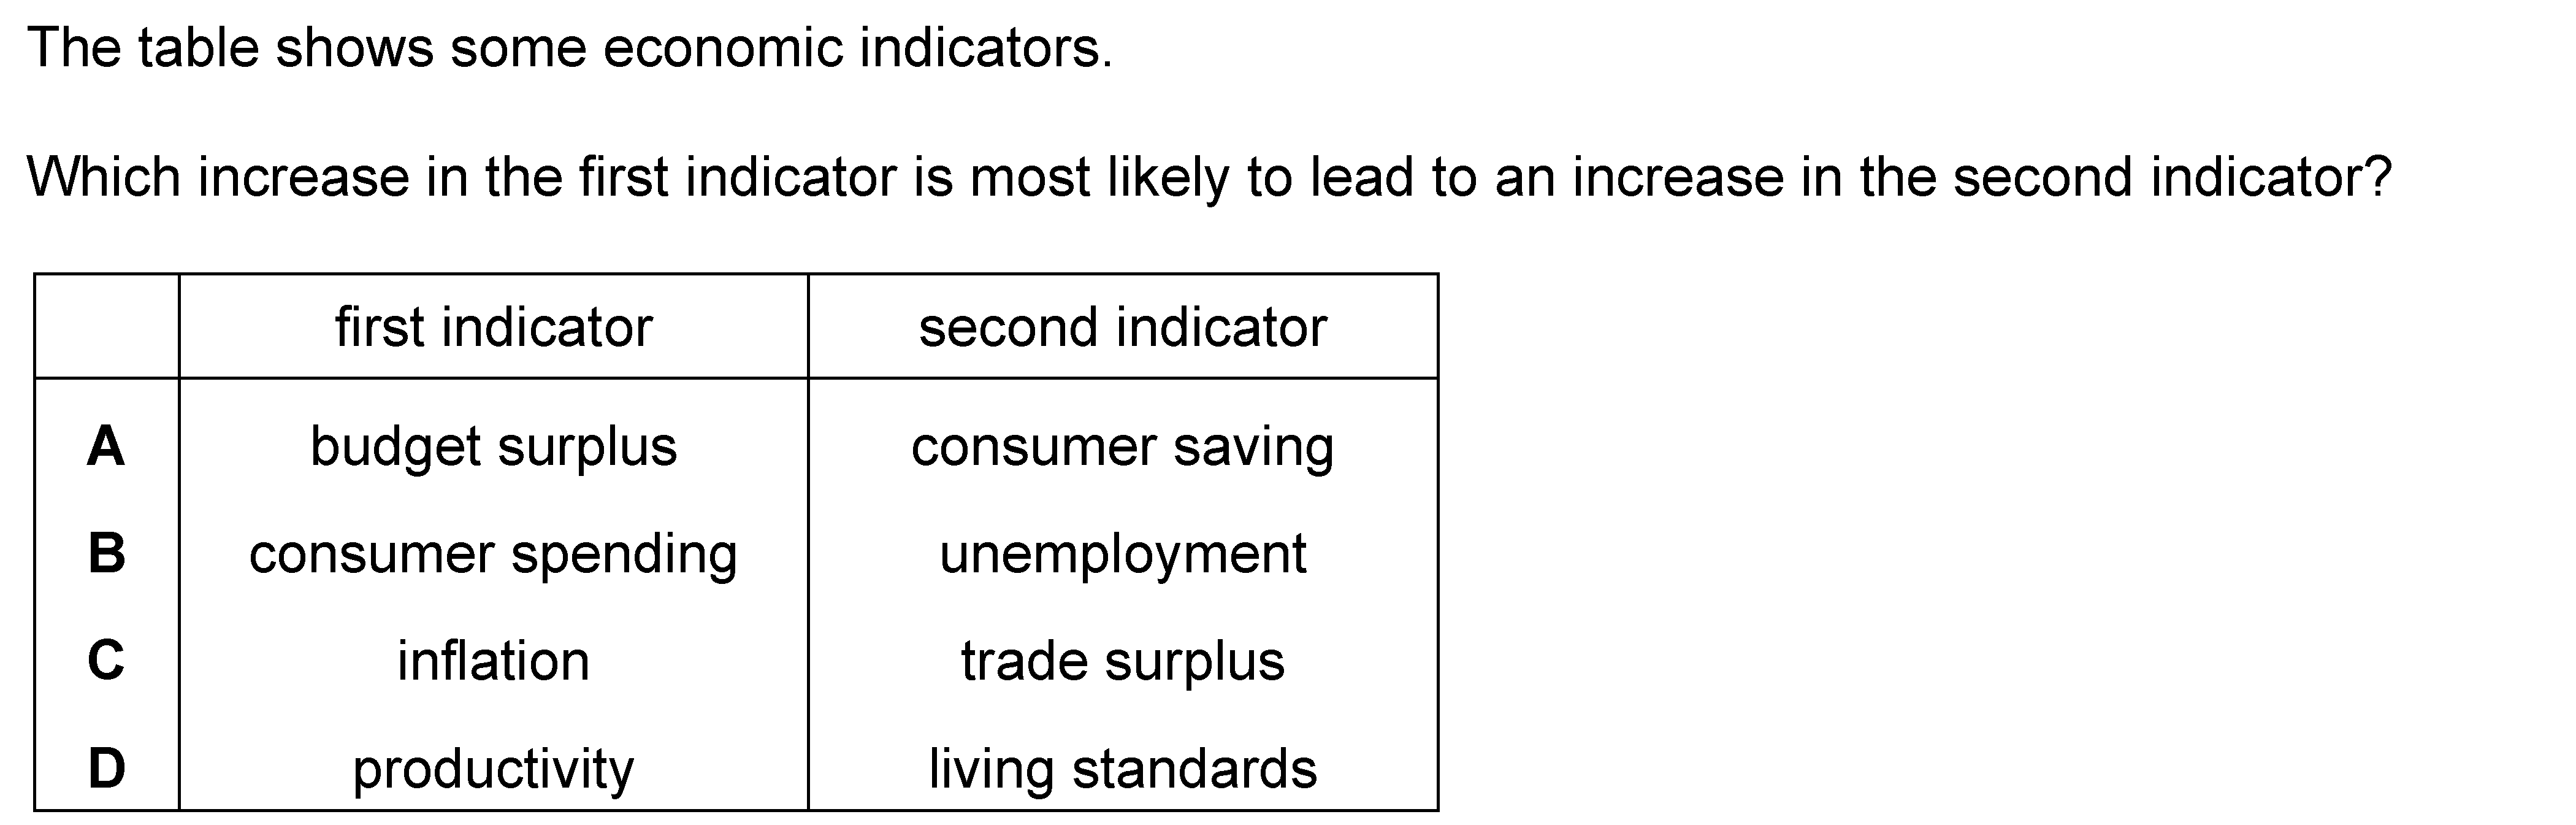 The table shows some economic indicators.
Which increase in the first indicator is most likely to lead to an increase in the second indicator?
first indicator second indicator
A budget surplus consumer saving
B consumer spending unemployment
C inflation trade surplus
D productivity living standards